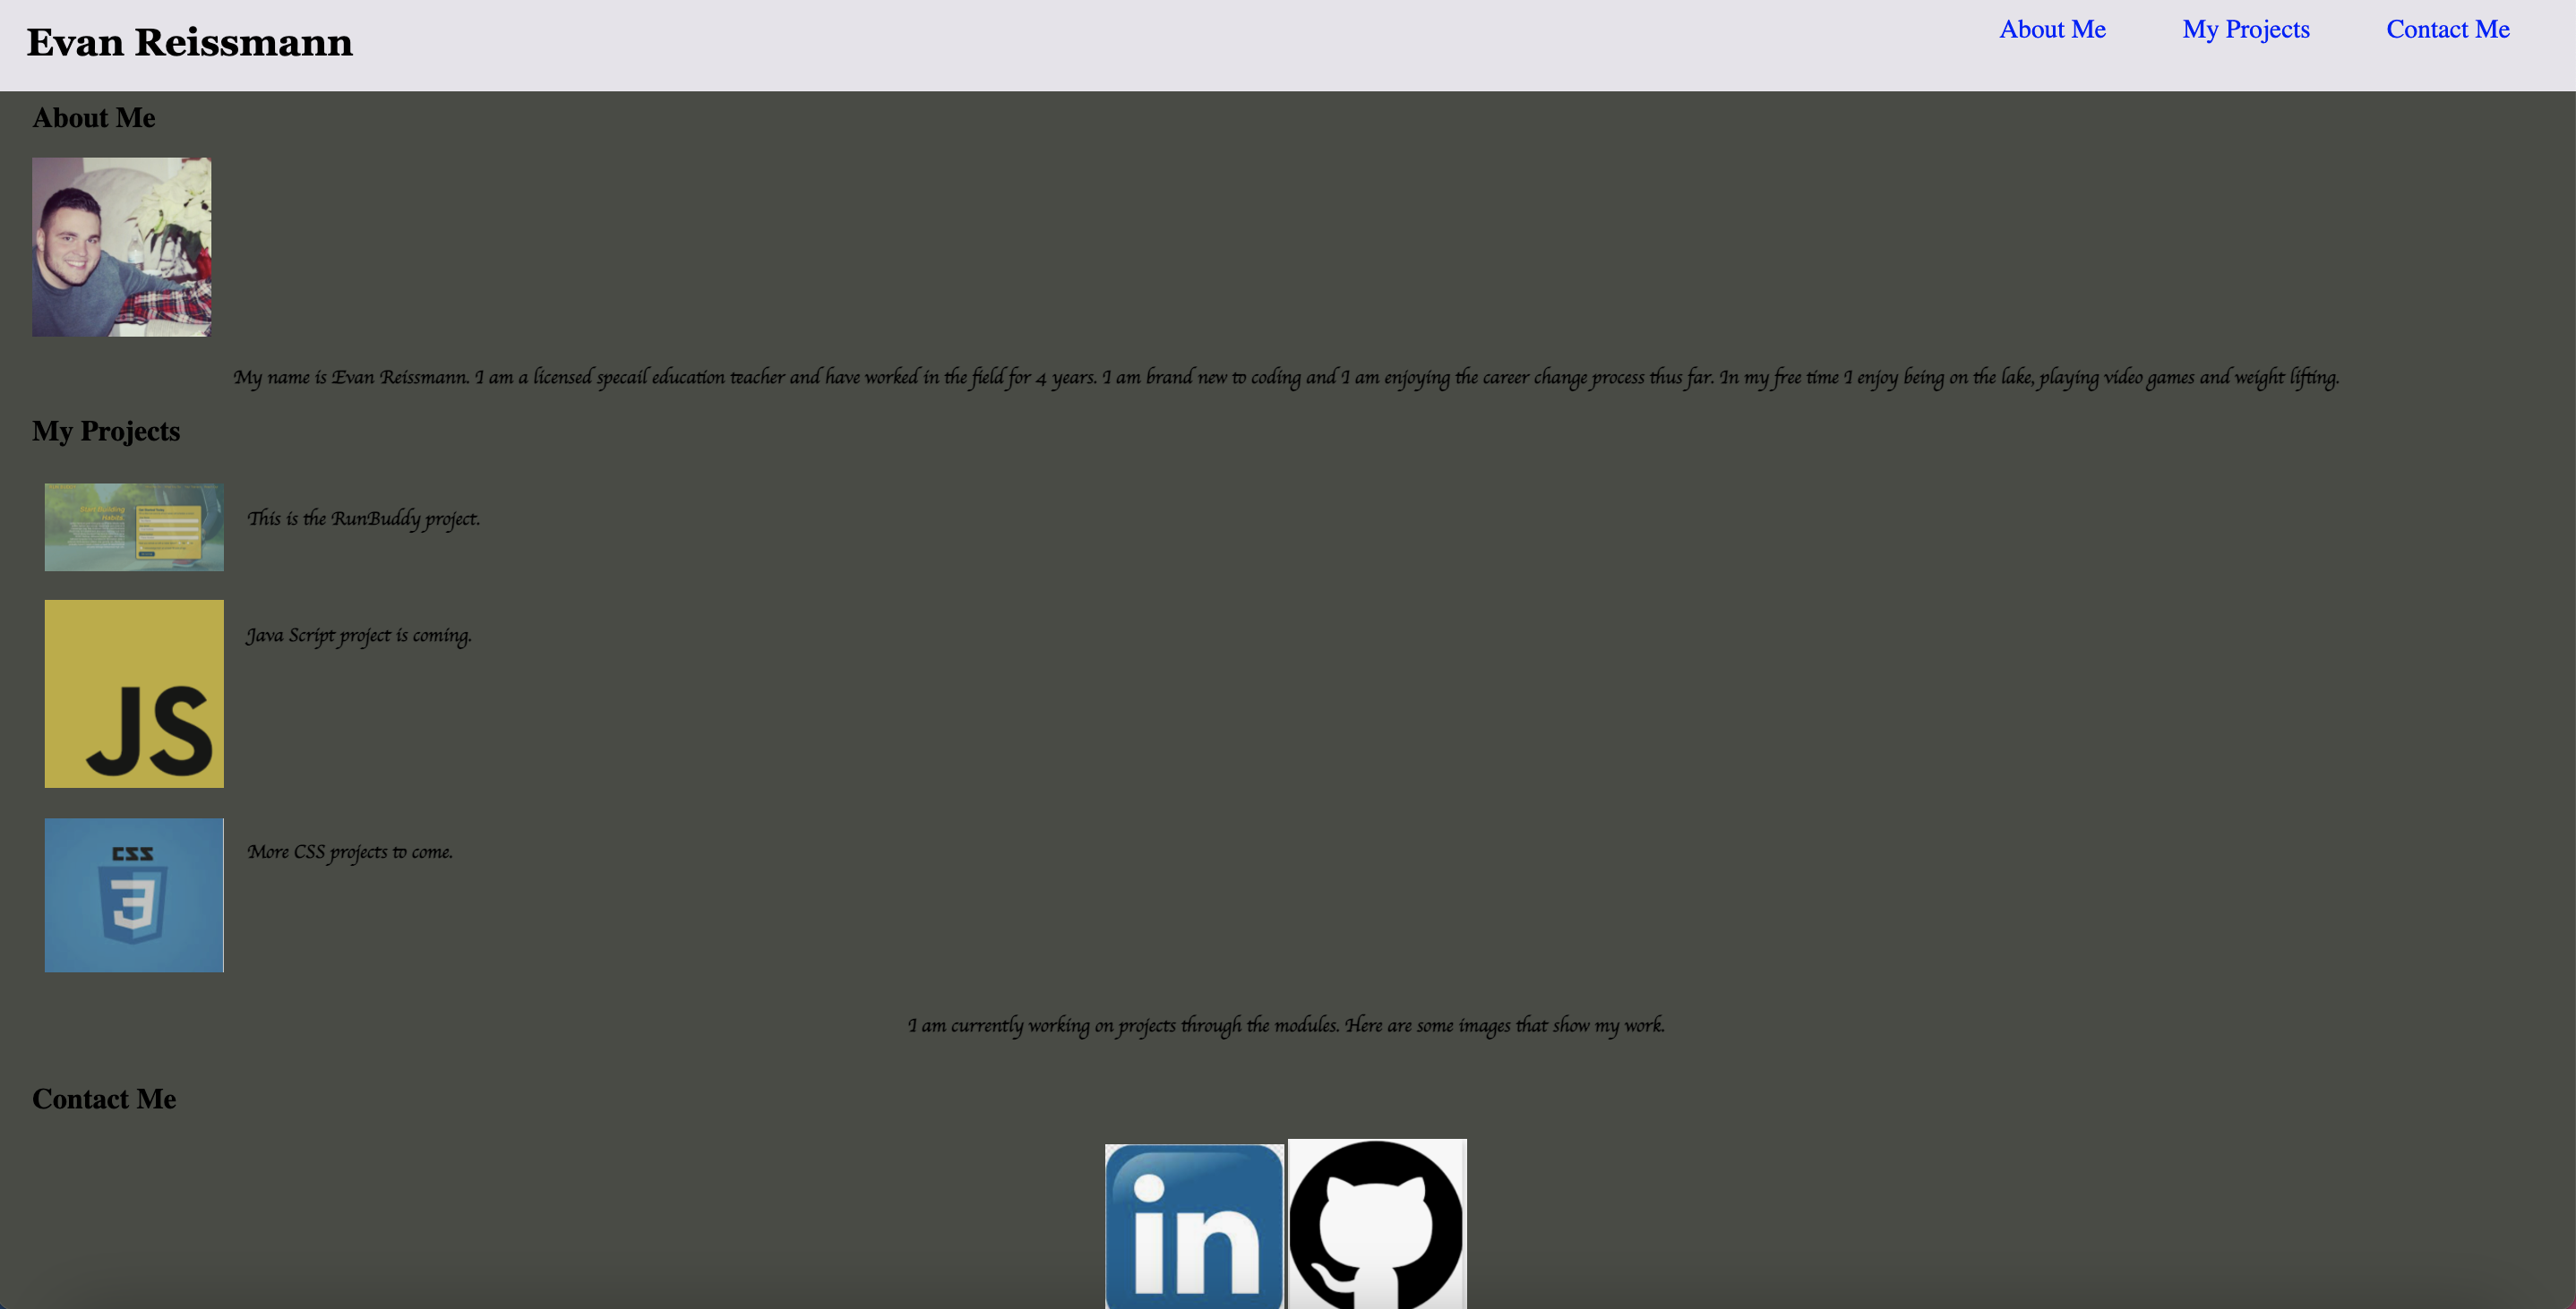 Evan Reissmann
About Me
My Projects
Contact Me
About Me
My name is Evan Reissmann. I am a licensed specail education teacher and have worked in the field for 4 years. I am brand new to coding and I am enjoying the career change process thus far. In my free time I enjoy being on the lake, playing video games and weight lifting.
My Projects
This is the RunBuddy project.
JS
Java Script project is coming.
CSS
3
More CSS projects to come.
I am currently working on projects through the modules. Here are some images that show my work.
Contact Me
in